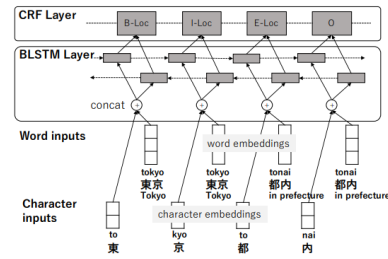 CRF Layer
B-Loc I-Loc E-Loc O
BLSTM Layer
concat
Word inputs
word embeddings
tokyo tokyo tonai tonai
東京 東京 都内 都内
Tokyo Tokyo in prefecture in prefecture
Character inputs
character embeddings
to kyo to nai
東 京 都 内